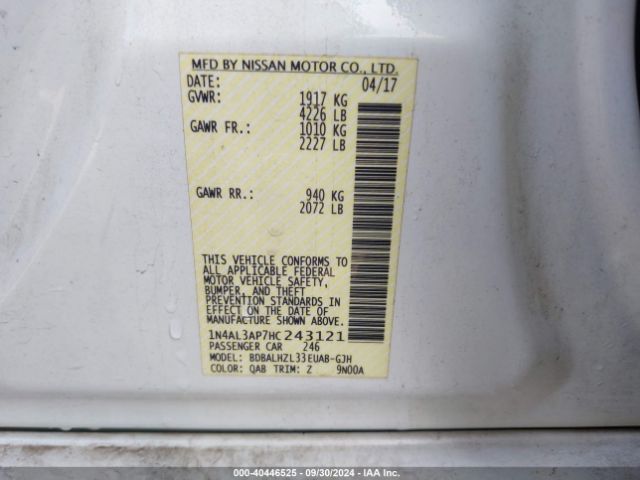 MFD BY NISSAN MOTOR CO., LTD.
DATE: 04/17
GVWR: 1917 KG
4226 LB
GAWR FR.: 1010 KG
2227 LB
GAWR RR.: 940 KG
2072 LB
THIS VEHICLE CONFORMS TO
ALL APPLICABLE FEDERAL
MOTOR VEHICLE SAFETY,
BUMPER, AND THEFT
PREVENTION STANDARDS IN
EFFECT ON THE DATE OF
MANUFACTURE SHOWN ABOVE.
1N4AL3AP7HC243121
PASSENGER CAR 246
MODEL: BDBALHZL33EUAB-GJH
COLOR: QAB TRIM: Z 9N00A
000-40446525 - 09/30/2024 - IAA Inc.